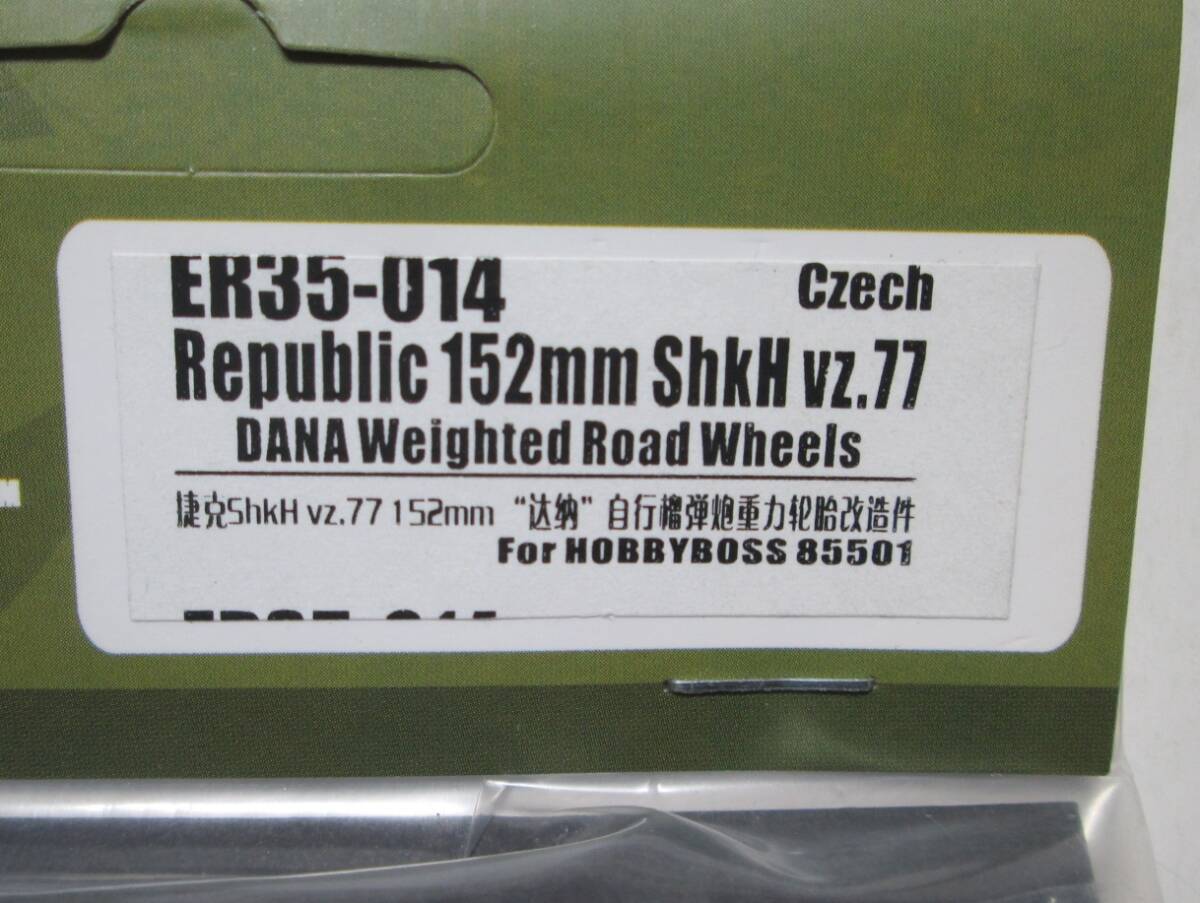 ER35-014 Czech
Republic 152mm ShkH vz.77
DANA Weighted Road Wheels
捷克ShkH vz.77 152mm “达纳” 自行榴弹炮重力轮胎改造件
For HOBBYBOSS 85501